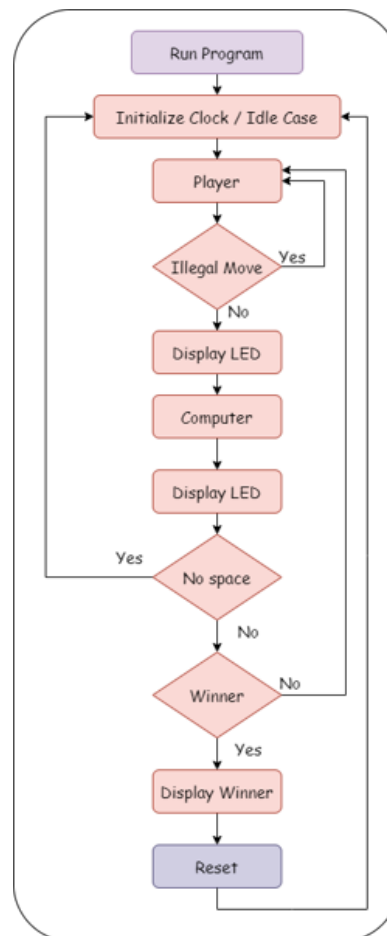 Run Program
Initialize Clock / Idle Case
Player
Illegal Move
Yes
No
Display LED
Computer
Display LED
Yes
No space
No
Winner
No
Yes
Display Winner
Reset